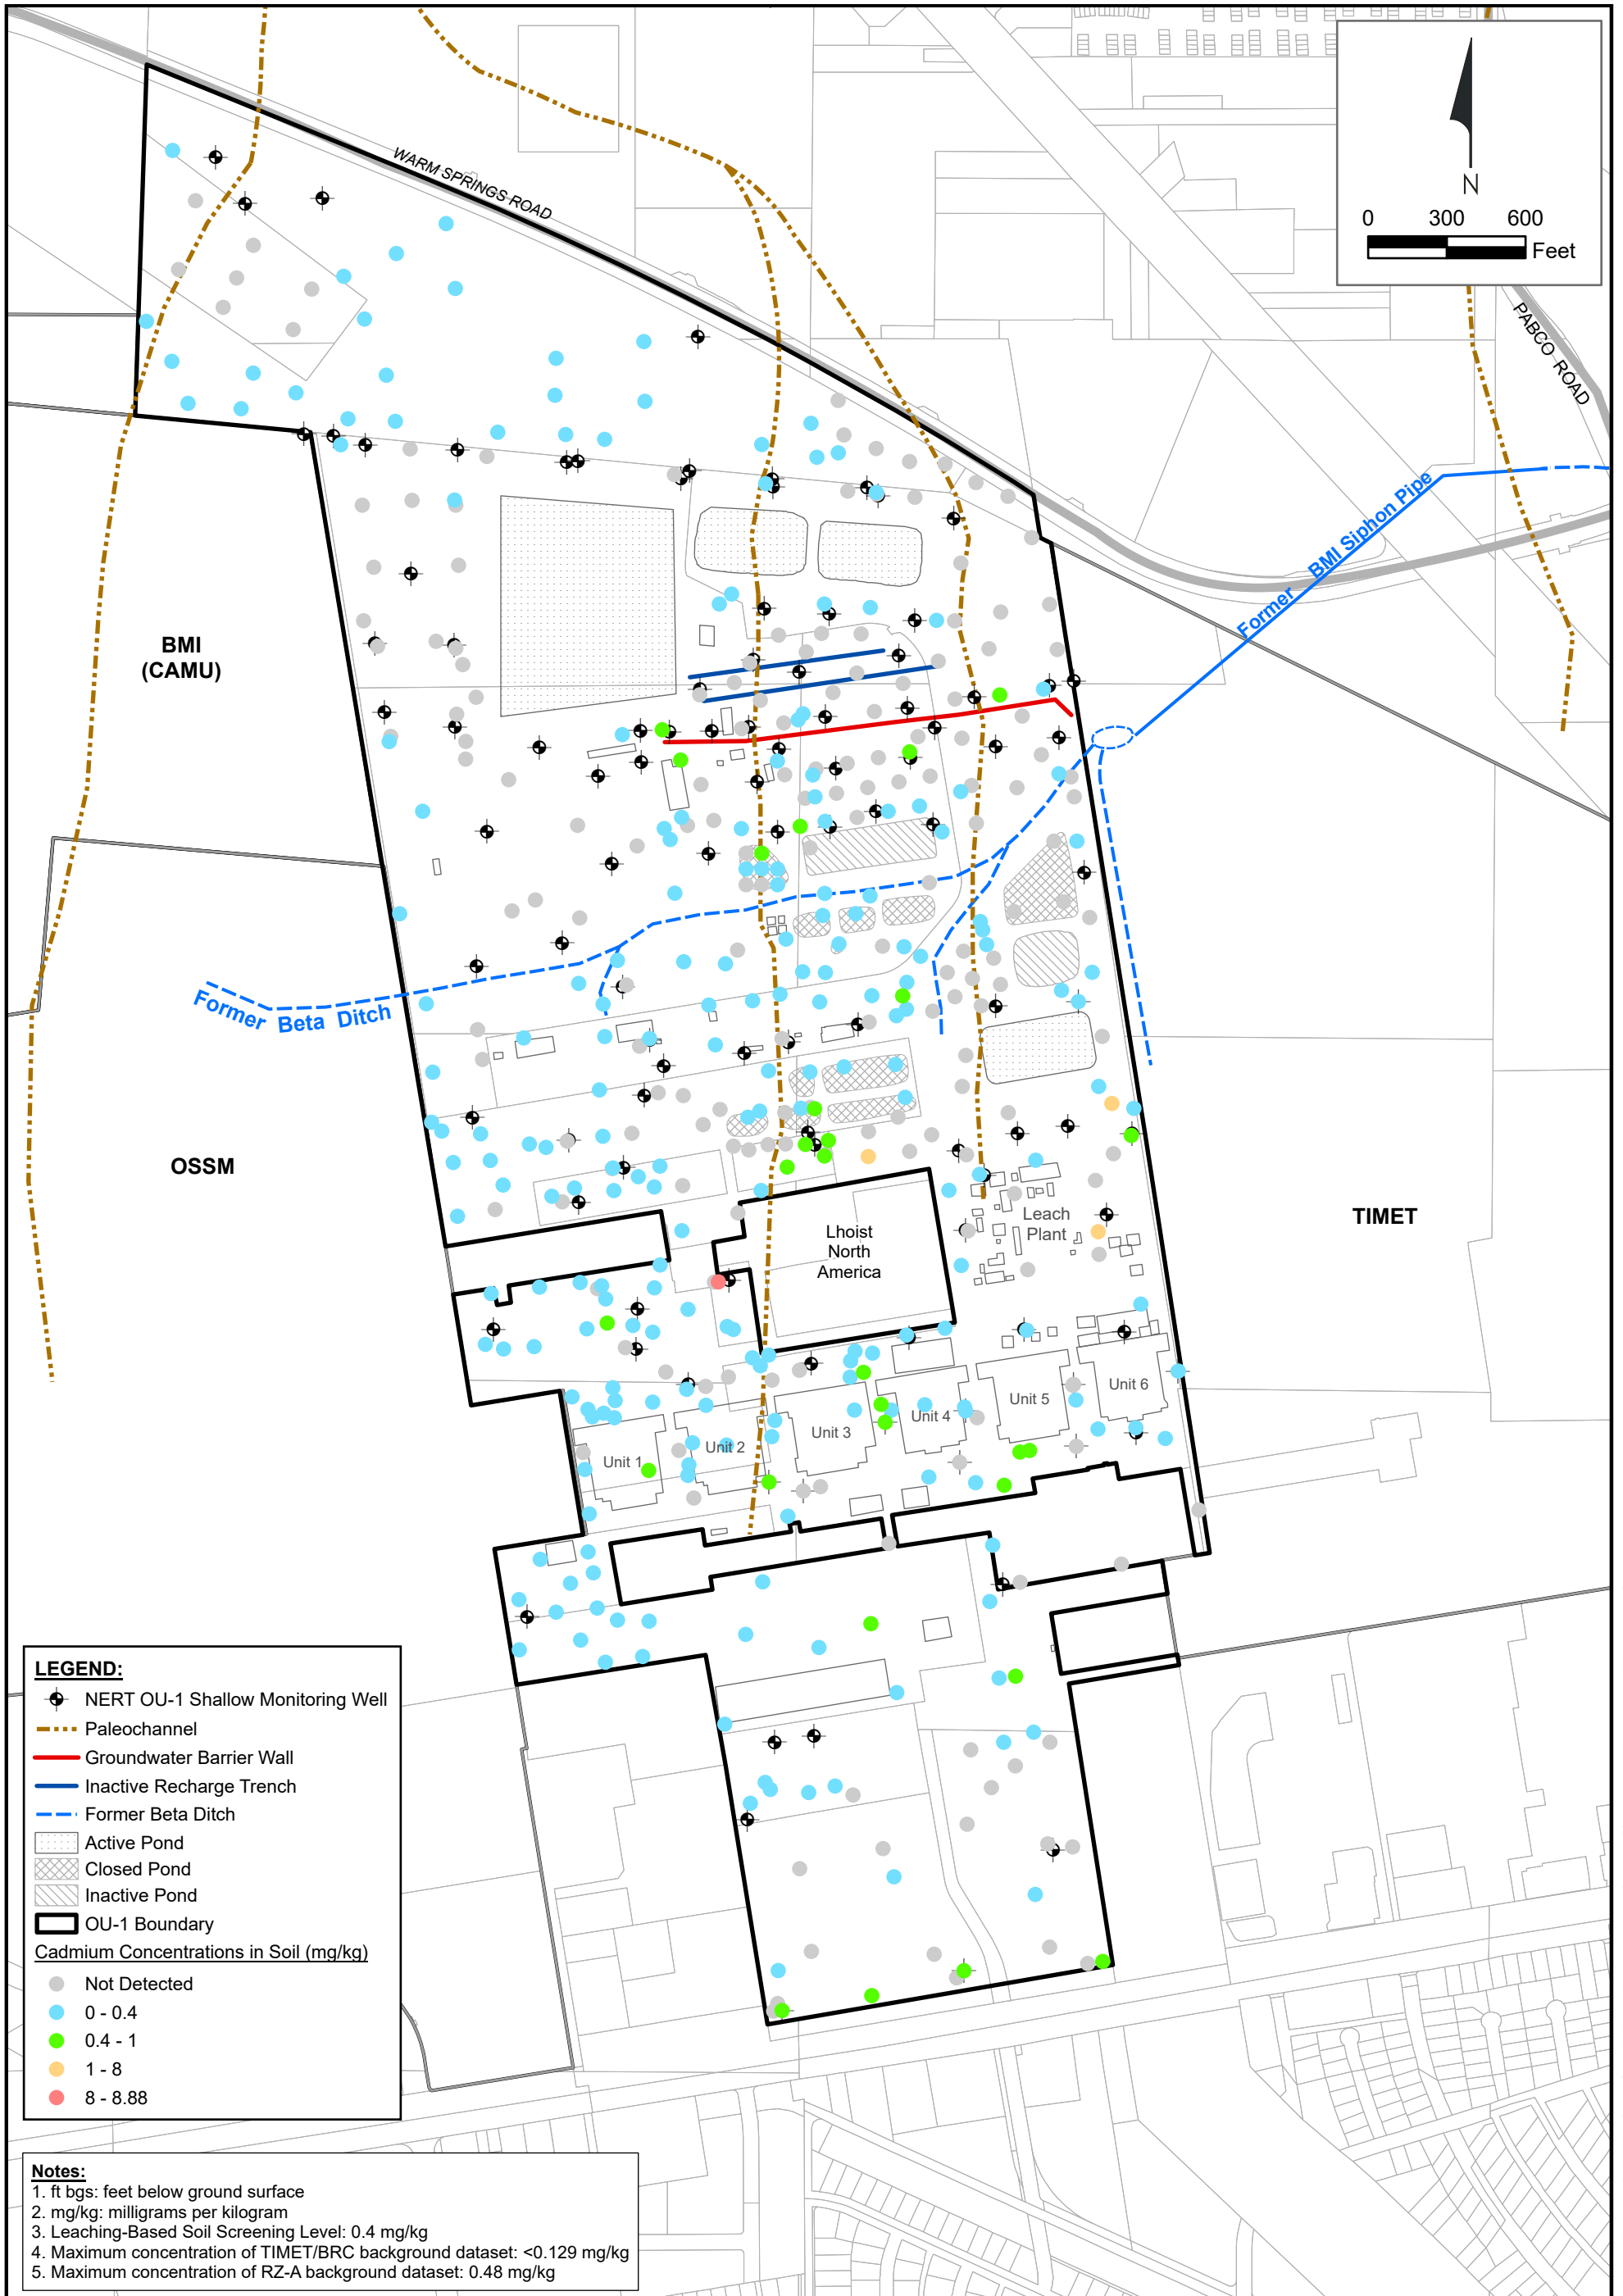 WARM SPRINGS ROAD
N
0 300 600
Feet
PABCO ROAD
Former BMI Siphon Pipe
BMI
(CAMU)
Former Beta Ditch
OSSM
TIMET
Lhoist
North
America
Leach
Plant
Unit 1
Unit 2
Unit 3
Unit 4
Unit 5
Unit 6
LEGEND:
NERT OU-1 Shallow Monitoring Well
Paleochannel
Groundwater Barrier Wall
Inactive Recharge Trench
Former Beta Ditch
Active Pond
Closed Pond
Inactive Pond
OU-1 Boundary
Cadmium Concentrations in Soil (mg/kg)
Not Detected
0 - 0.4
0.4 - 1
1 - 8
8 - 8.88
Notes:
1. ft bgs: feet below ground surface
2. mg/kg: milligrams per kilogram
3. Leaching-Based Soil Screening Level: 0.4 mg/kg
4. Maximum concentration of TIMET/BRC background dataset: <0.129 mg/kg
5. Maximum concentration of RZ-A background dataset: 0.48 mg/kg